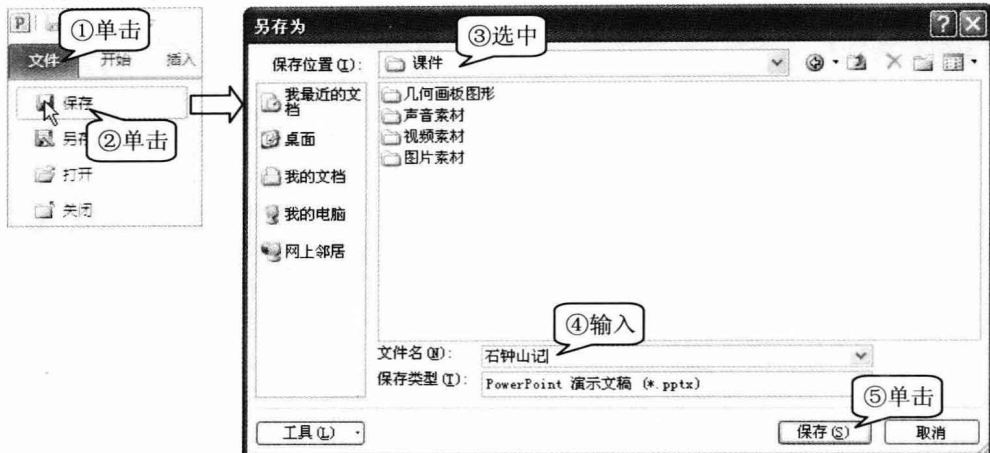 ①单击
文件 开始 插入
保存
②单击
另存
打开
关闭
另存为
③选中
保存位置(I): 课件
我最近的文档
桌面
我的文档
我的电脑
网上邻居
几何画板图形
声音素材
视频素材
图片素材
④输入
文件名(N): 石钟山记
保存类型(T): PowerPoint 演示文稿 (*.pptx)
⑤单击
工具(L) 保存(S) 取消